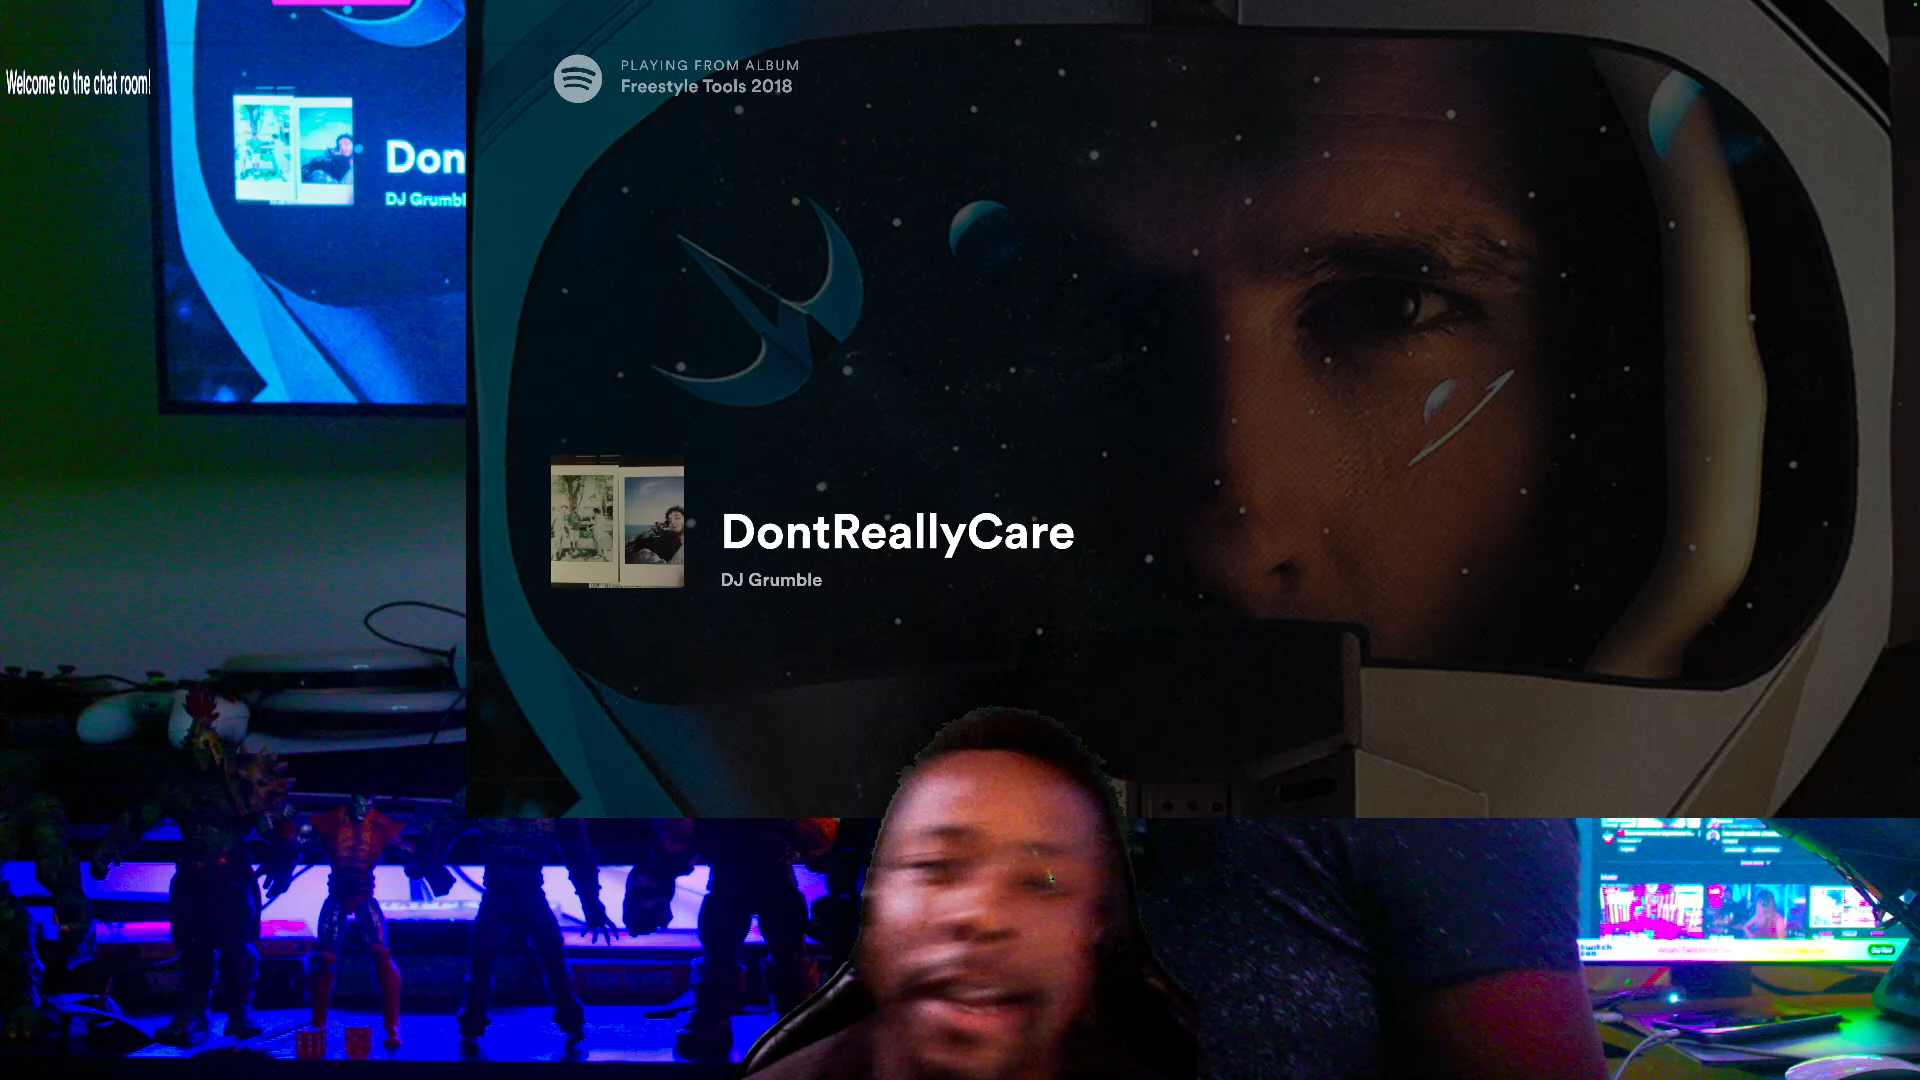 Welcome to the chat room!
PLAYING FROM ALBUM
Freestyle Tools 2018
Don
DJ Grumbl
DontReallyCare
DJ Grumble